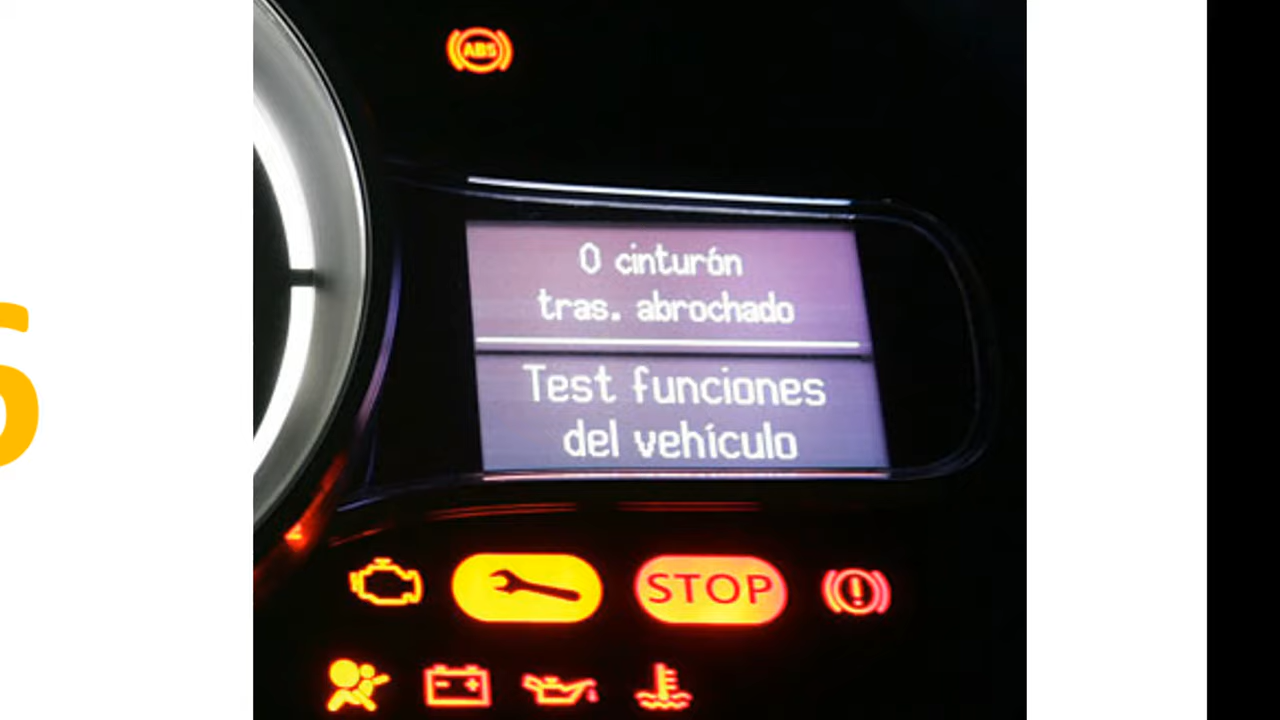 ABS
0 cinturón
tras. abrochado
Test funciones
del vehículo
STOP